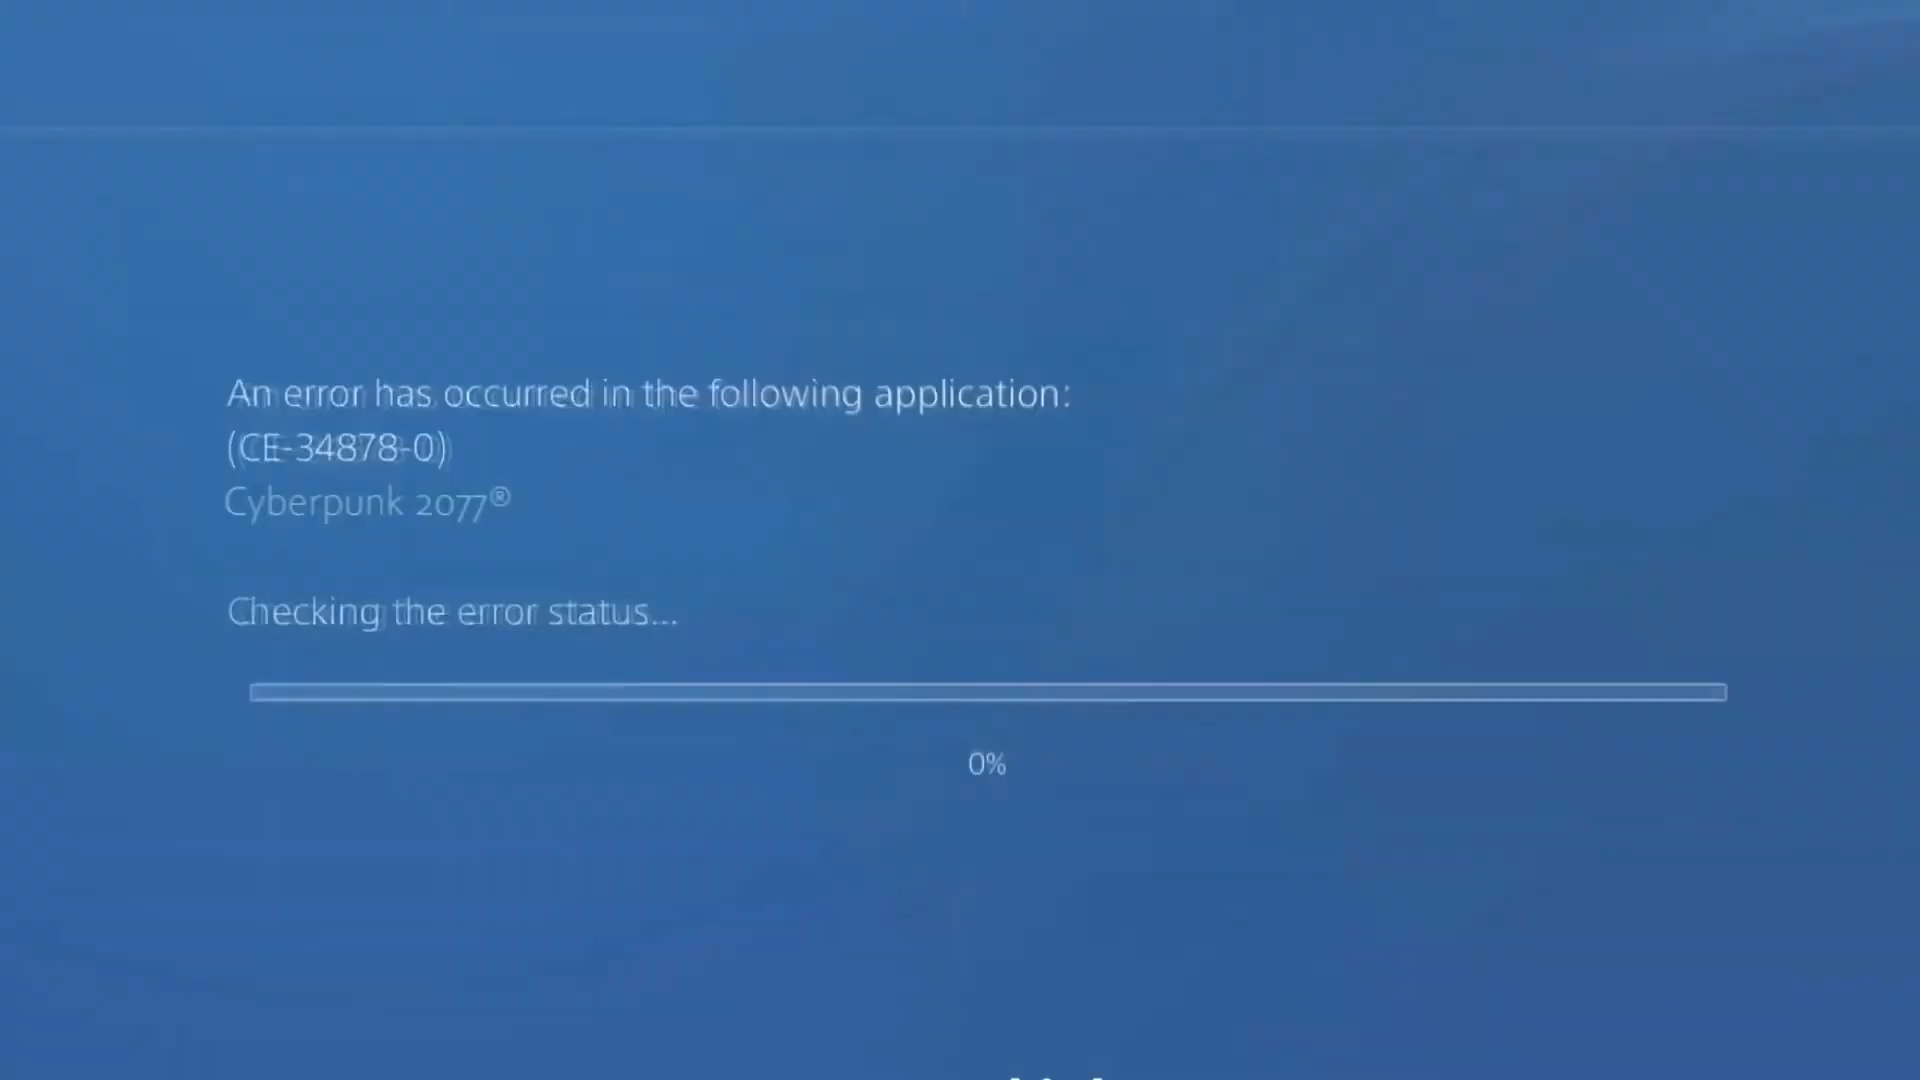 An error has occurred in the following application:
(CE-34878-0)
Cyberpunk 2077®
Checking the error status...
0%